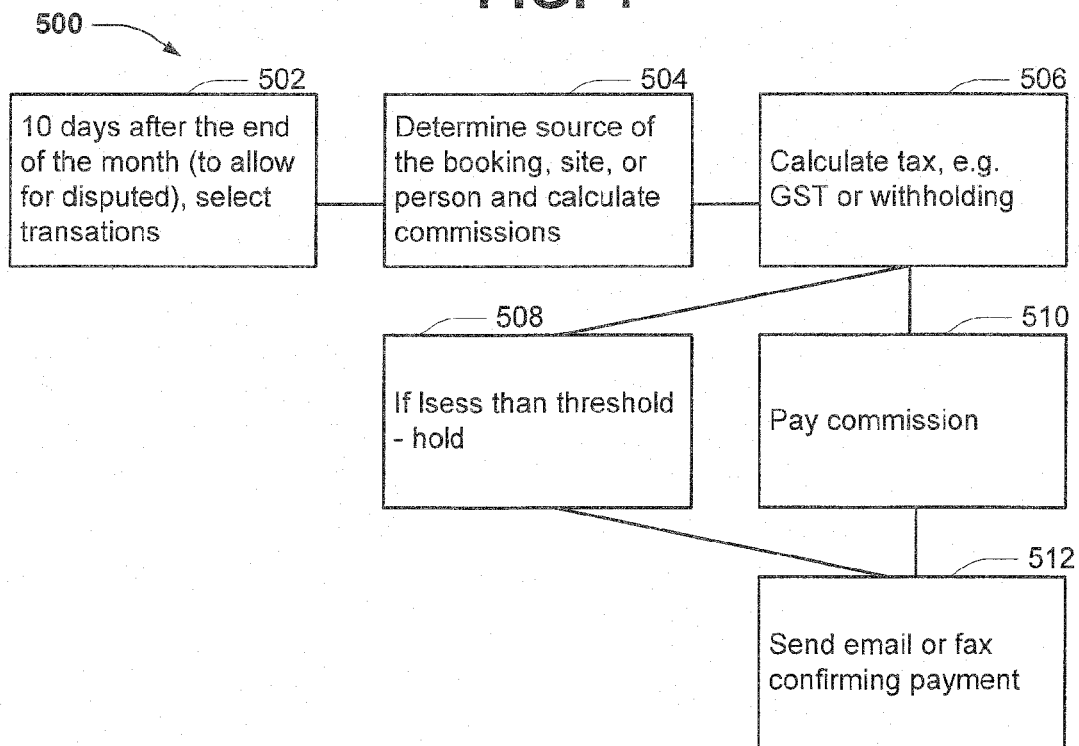 500
502
10 days after the end
of the month (to allow
for disputed), select
transations
504
Determine source of
the booking, site, or
person and calculate
commissions
506
Calculate tax, e.g.
GST or withholding
508
If lsess than threshold
- hold
510
Pay commission
512
Send email or fax
confirming payment